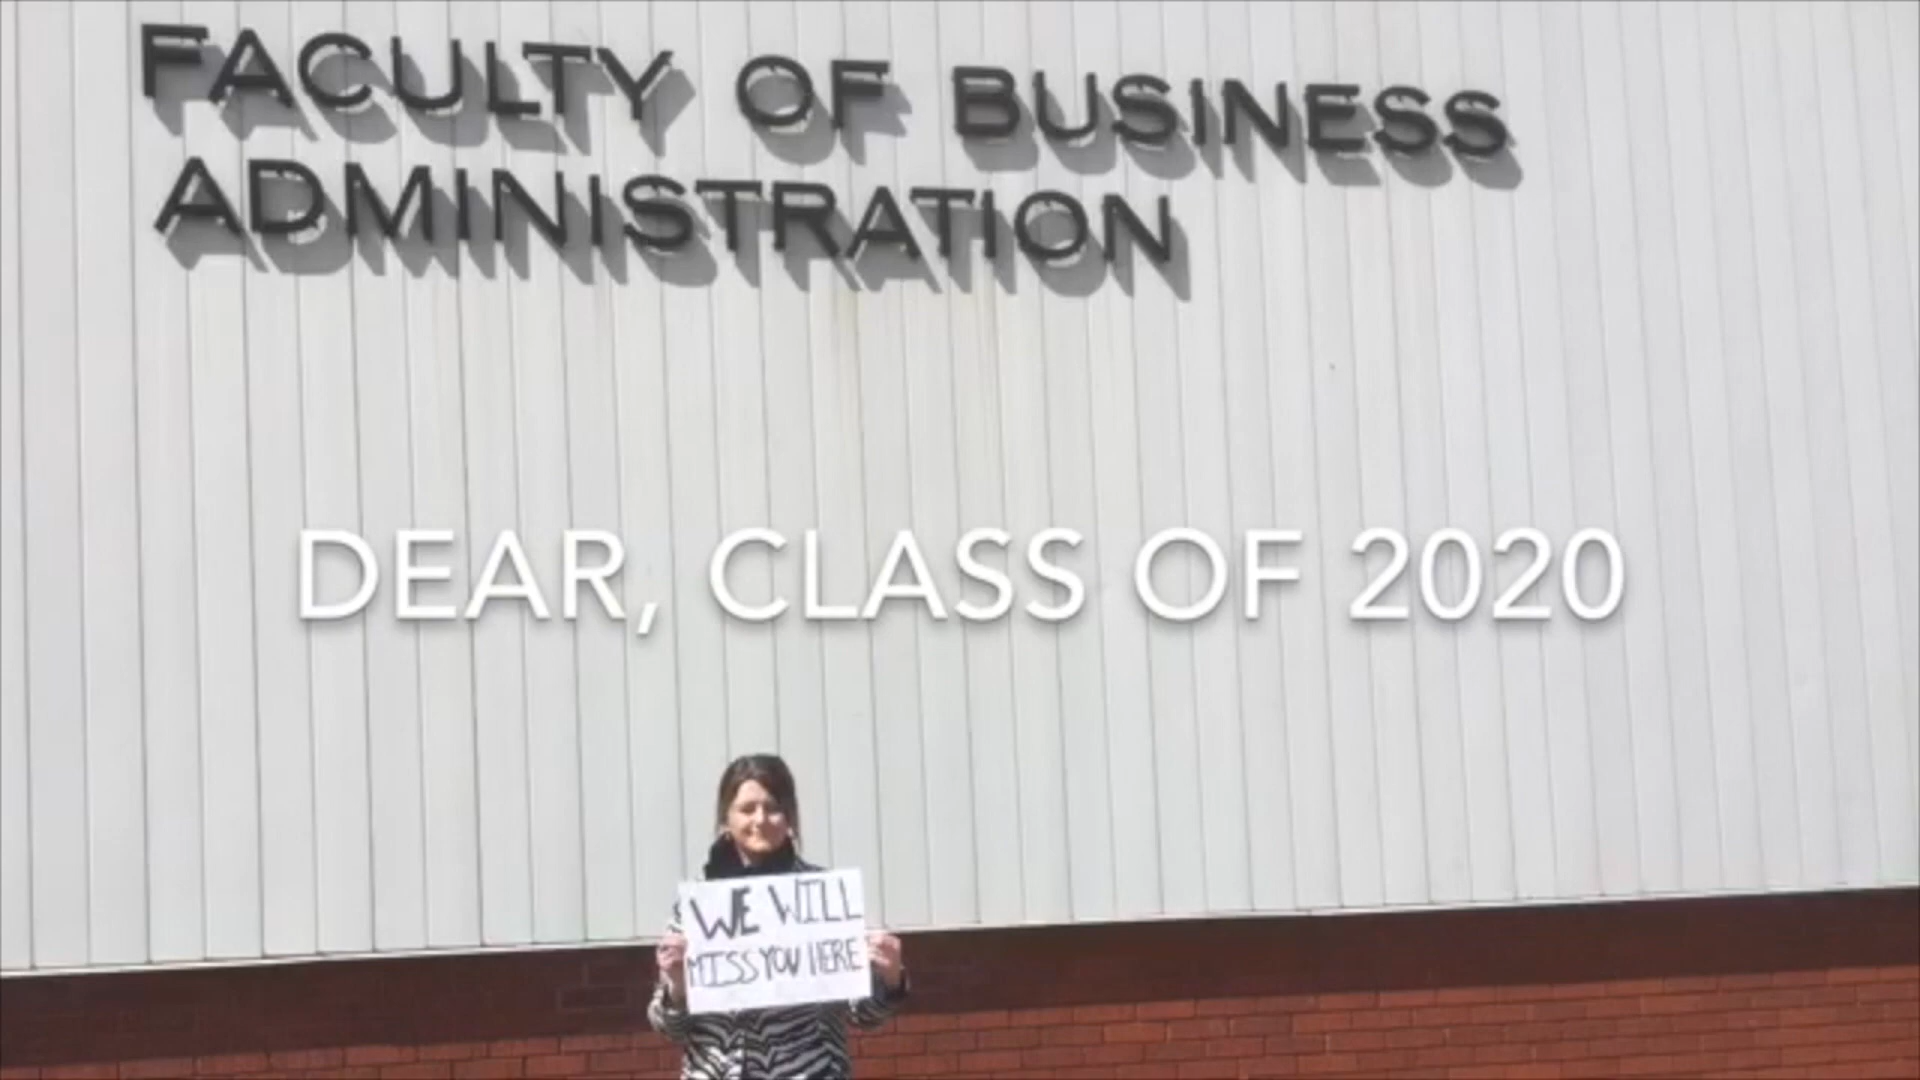 FACULTY OF BUSINESS
ADMINISTRATION
DEAR, CLASS OF 2020
WE WILL
MISS YOU HERE